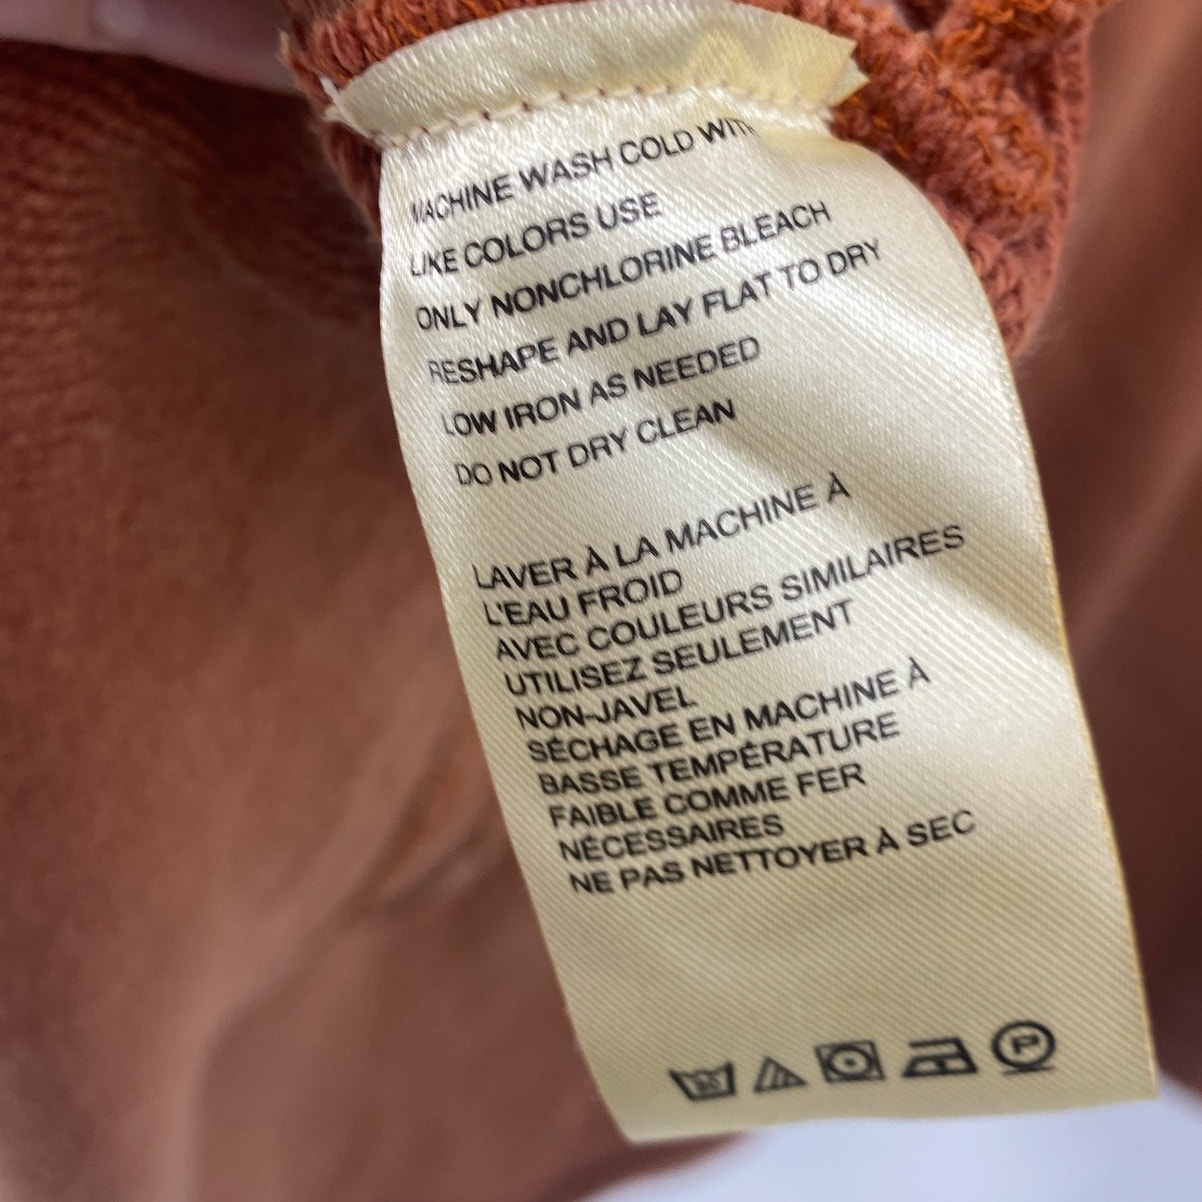 MACHINE WASH COLD WITH
LIKE COLORS USE
ONLY NONCHLORINE BLEACH
RESHAPE AND LAY FLAT TO DRY
LOW IRON AS NEEDED
DO NOT DRY CLEAN
LAVER À LA MACHINE À
L'EAU FROID
AVEC COULEURS SIMILAIRES
UTILISEZ SEULEMENT
NON-JAVEL
SÉCHAGE EN MACHINE À
BASSE TEMPÉRATURE
FAIBLE COMME FER
NÉCESSAIRES
NE PAS NETTOYER À SEC
P